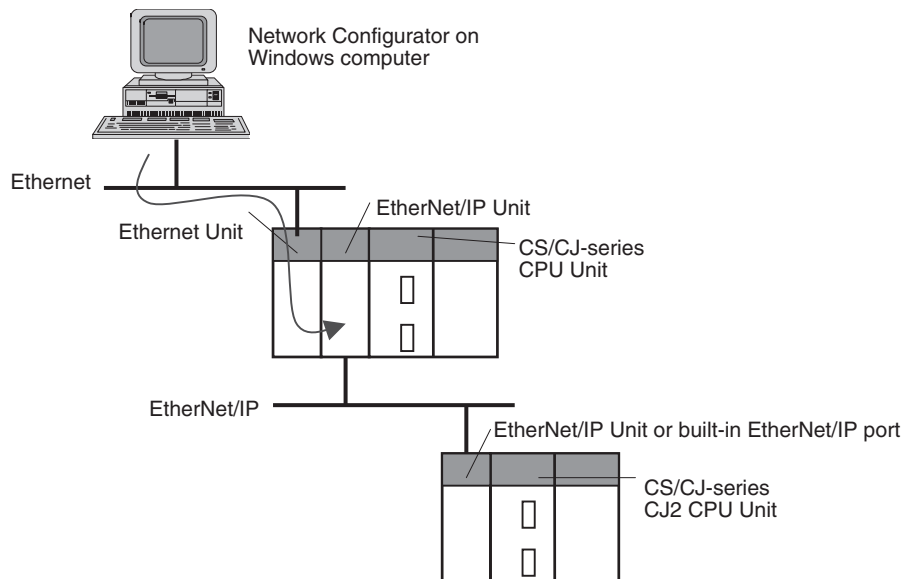 Network Configurator on
Windows computer
Ethernet
EtherNet/IP Unit
Ethernet Unit
CS/CJ-series
CPU Unit
EtherNet/IP
EtherNet/IP Unit or built-in EtherNet/IP port
CS/CJ-series
CJ2 CPU Unit